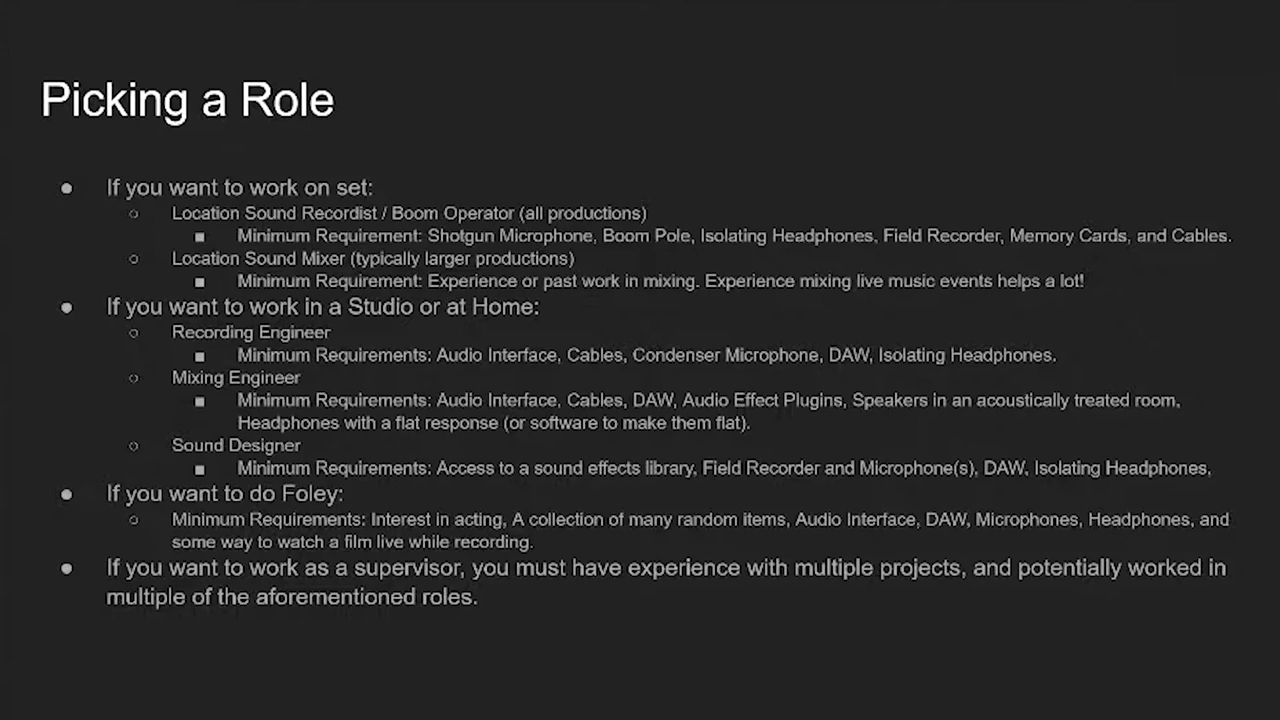 Picking a Role
● If you want to work on set:
○ Location Sound Recordist / Boom Operator (all productions)
■ Minimum Requirement: Shotgun Microphone, Boom Pole, Isolating Headphones, Field Recorder, Memory Cards, and Cables.
○ Location Sound Mixer (typically larger productions)
■ Minimum Requirement: Experience or past work in mixing. Experience mixing live music events helps a lot!
● If you want to work in a Studio or at Home:
○ Recording Engineer
■ Minimum Requirements: Audio Interface, Cables, Condenser Microphone, DAW, Isolating Headphones.
○ Mixing Engineer
■ Minimum Requirements: Audio Interface, Cables, DAW, Audio Effect Plugins, Speakers in an acoustically treated room,
Headphones with a flat response (or software to make them flat).
○ Sound Designer
■ Minimum Requirements: Access to a sound effects library, Field Recorder and Microphone(s), DAW, Isolating Headphones,
● If you want to do Foley:
○ Minimum Requirements: Interest in acting, A collection of many random items, Audio Interface, DAW, Microphones, Headphones, and
some way to watch a film live while recording.
● If you want to work as a supervisor, you must have experience with multiple projects, and potentially worked in
multiple of the aforementioned roles.